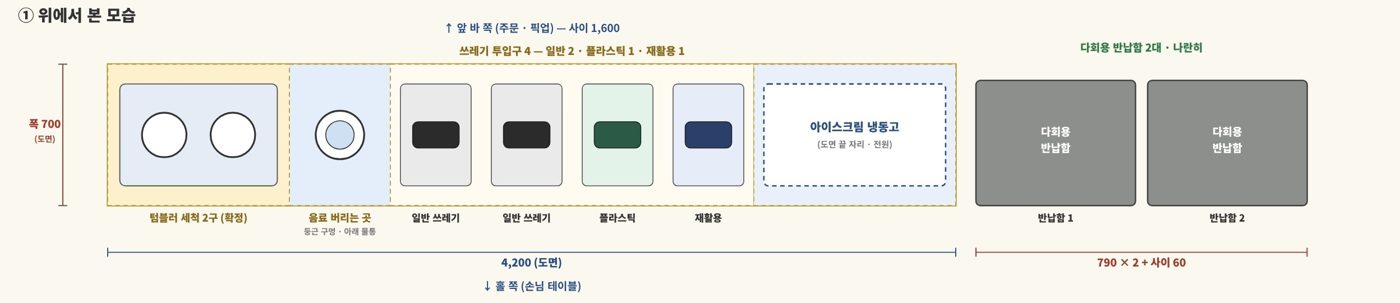 ① 위에서 본 모습
↑ 앞 바 쪽 (주문 · 픽업) — 사이 1,600
쓰레기 투입구 4 — 일반 2 · 플라스틱 1 · 재활용 1
다회용 반납함 2대 · 나란히
폭 700
(도면)
아이스크림 냉동고
(도면 끝 자리 · 전원)
다회용
반납함
다회용
반납함
텀블러 세척 2구 (확정)
음료 버리는 곳
둥근 구멍 · 아래 물통
일반 쓰레기
일반 쓰레기
플라스틱
재활용
반납함 1
반납함 2
4,200 (도면)
790 × 2 + 사이 60
↓ 홀 쪽 (손님 테이블)